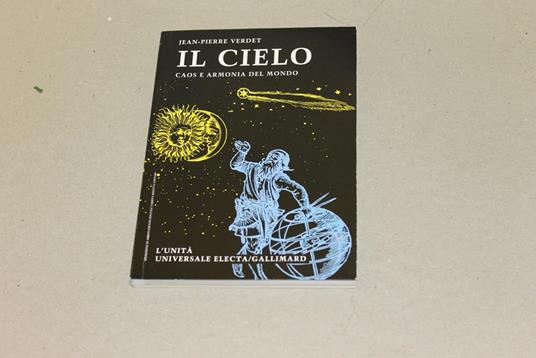 JEAN-PIERRE VERDET
IL CIELO
CAOS E ARMONIA DEL MONDO
L'UNITÀ
UNIVERSALE ELECTA/GALLIMARD